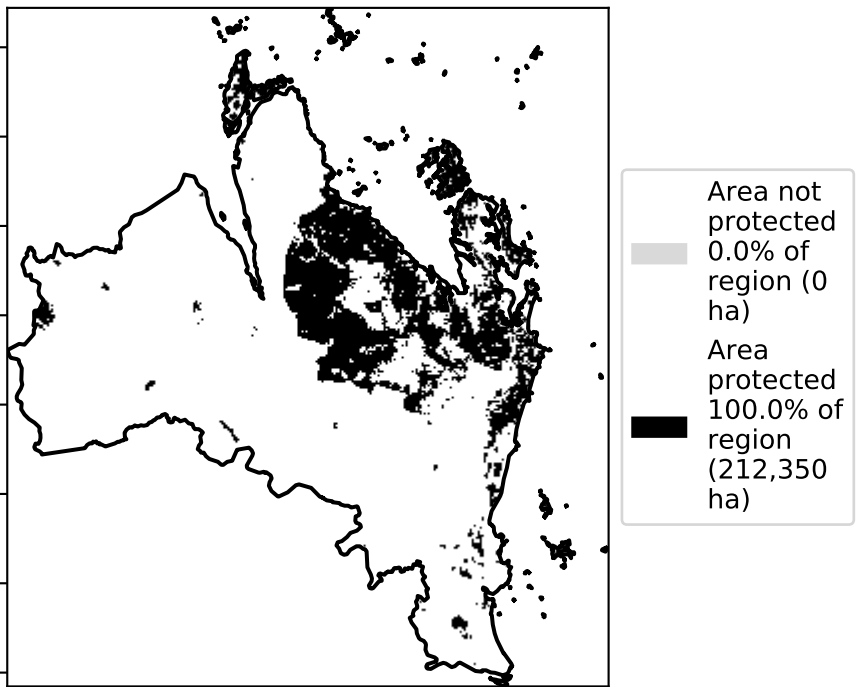 Area not
protected
0.0% of
region (0
ha)
Area
protected
100.0% of
region
(212,350
ha)